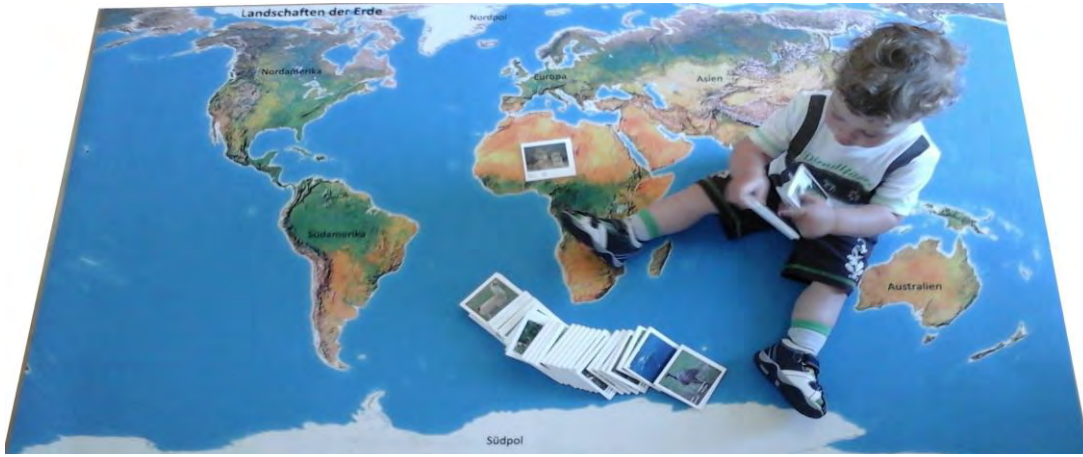 Landschaften der Erde
Nordpol
Nordamerika
Europa
Asien
Südamerika
Australien
Südpol